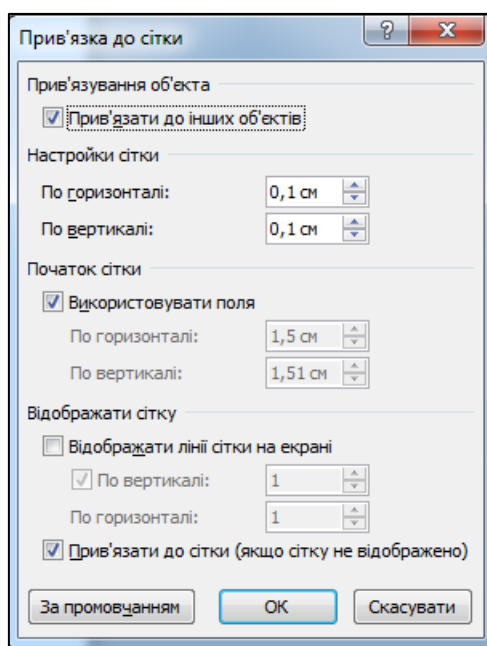 Прив'язка до сітки
Прив'язування об'єкта
Прив'язати до інших об'єктів
Настройки сітки
По горизонталі: 0,1 см
По вертикалі: 0,1 см
Початок сітки
Використовувати поля
По горизонталі: 1,5 см
По вертикалі: 1,51 см
Відображати сітку
Відображати лінії сітки на екрані
По вертикалі: 1
По горизонталі: 1
Прив'язати до сітки (якщо сітку не відображено)
За промовчанням ОК Скасувати